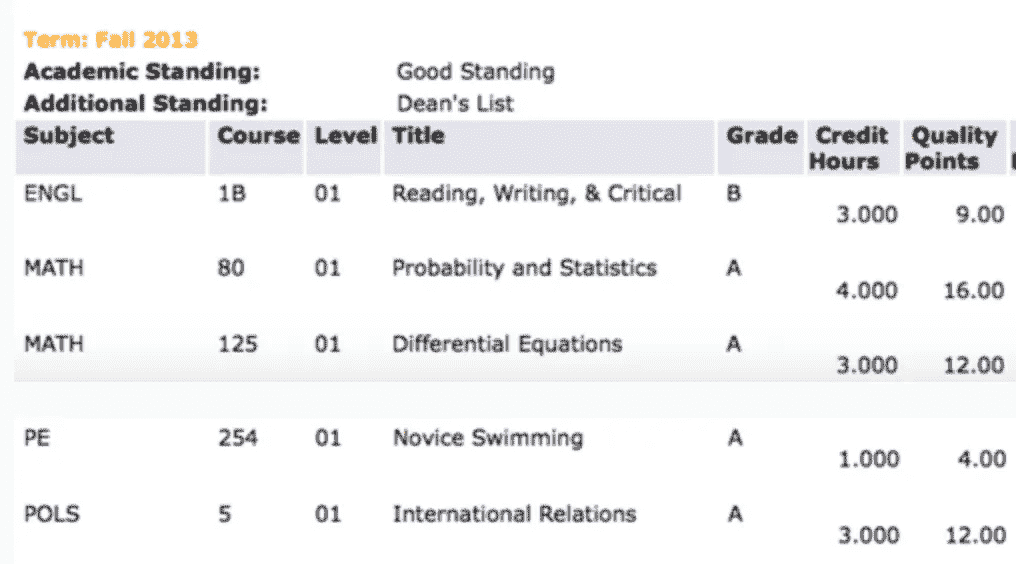 Term: Fall 2013
Academic Standing: Good Standing
Additional Standing: Dean's List
Subject Course Level Title Grade Credit Hours Quality Points
ENGL 1B 01 Reading, Writing, & Critical B 3.000 9.00
MATH 80 01 Probability and Statistics A 4.000 16.00
MATH 125 01 Differential Equations A 3.000 12.00
PE 254 01 Novice Swimming A 1.000 4.00
POLS 5 01 International Relations A 3.000 12.00